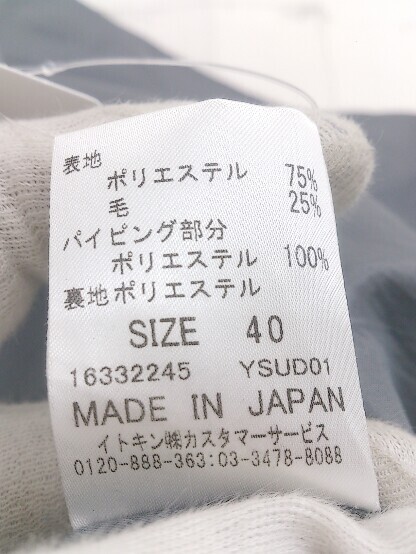 表地
ポリエステル 75%
毛 25%
パイピング部分
ポリエステル 100%
裏地ポリエステル
SIZE 40
16332245 YSUD01
MADE IN JAPAN
イトキン㈱カスタマーサービス
0120-888-363:03-3478-8088